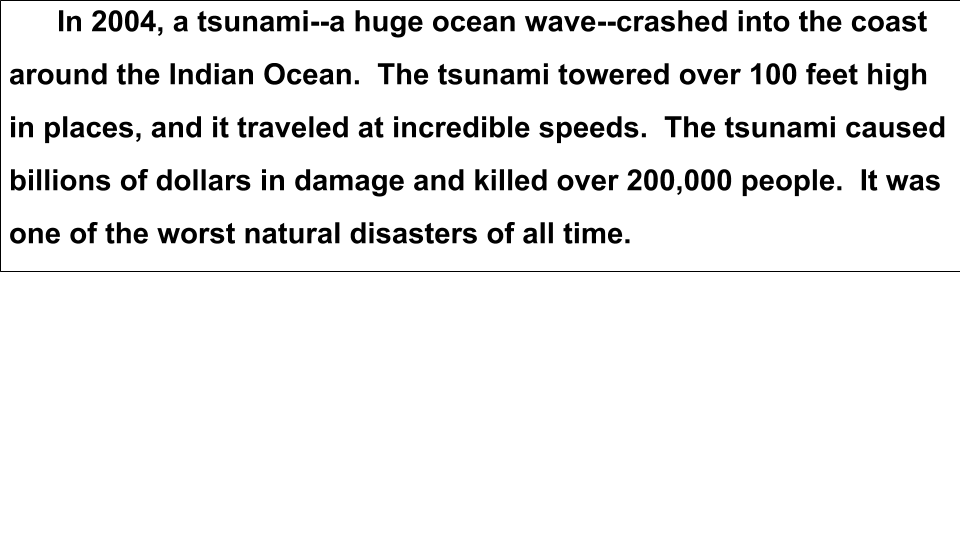 In 2004, a tsunami--a huge ocean wave--crashed into the coast
around the Indian Ocean.  The tsunami towered over 100 feet high
in places, and it traveled at incredible speeds.  The tsunami caused
billions of dollars in damage and killed over 200,000 people.  It was
one of the worst natural disasters of all time.